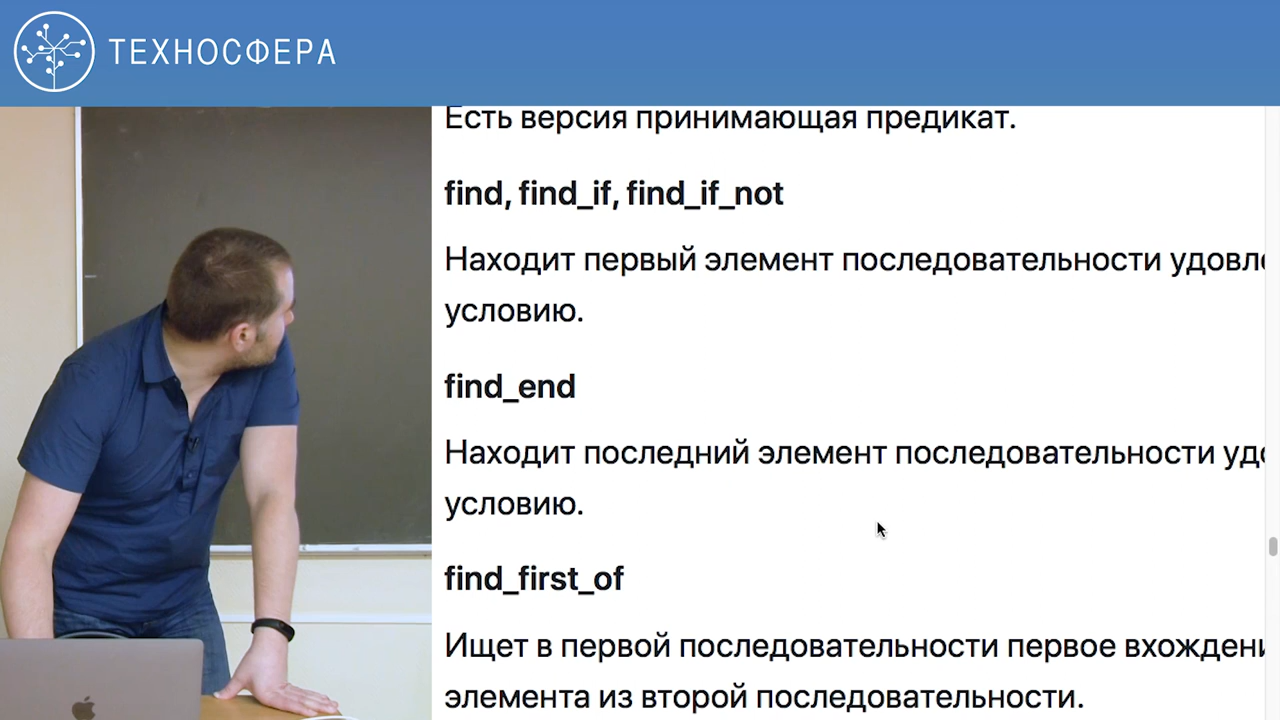 ТЕХНОСФЕРА
Есть версия принимающая предикат.
find, find_if, find_if_not
Находит первый элемент последовательности
условию.
find_end
Находит последний элемент последовательности
условию.
find_first_of
Ищет в первой последовательности первое
элемента из второй последовательности.